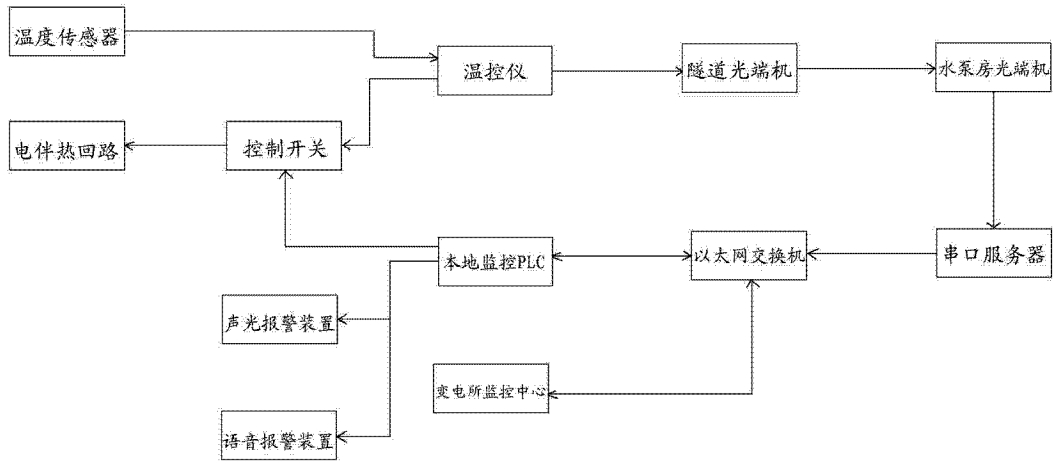 温度传感器
温控仪
隧道光端机
水泵房光端机
电伴热回路
控制开关
本地监控PLC
以太网交换机
串口服务器
声光报警装置
变电所监控中心
语音报警装置